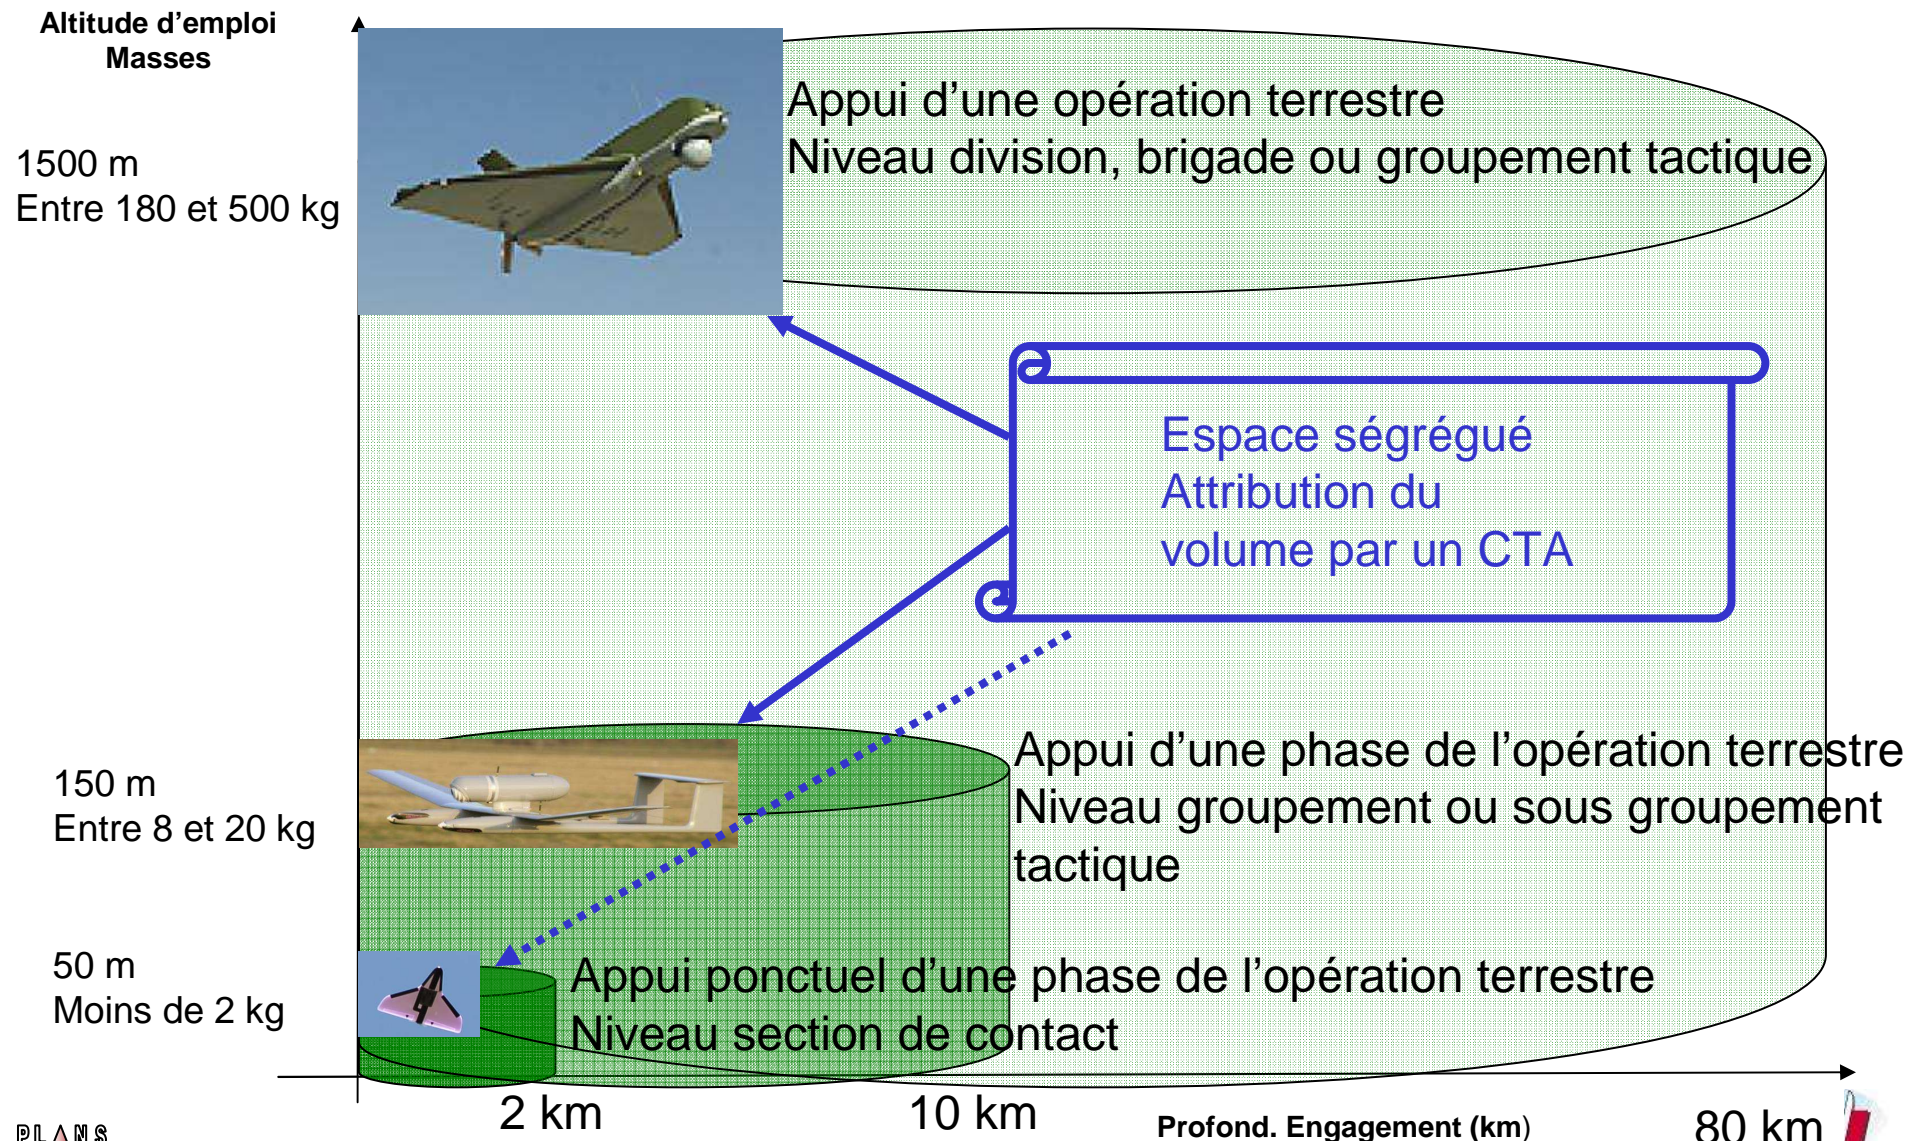 Altitude d’emploi
Masses
Appui d’une opération terrestre
Niveau division, brigade ou groupement tactique
1500 m
Entre 180 et 500 kg
Espace ségrégué
Attribution du
volume par un CTA
Appui d’une phase de l’opération terrestre
Niveau groupement ou sous groupement
tactique
150 m
Entre 8 et 20 kg
50 m
Moins de 2 kg
Appui ponctuel d’une phase de l’opération terrestre
Niveau section de contact
2 km
10 km
Profond. Engagement (km)
80 km
PLANS